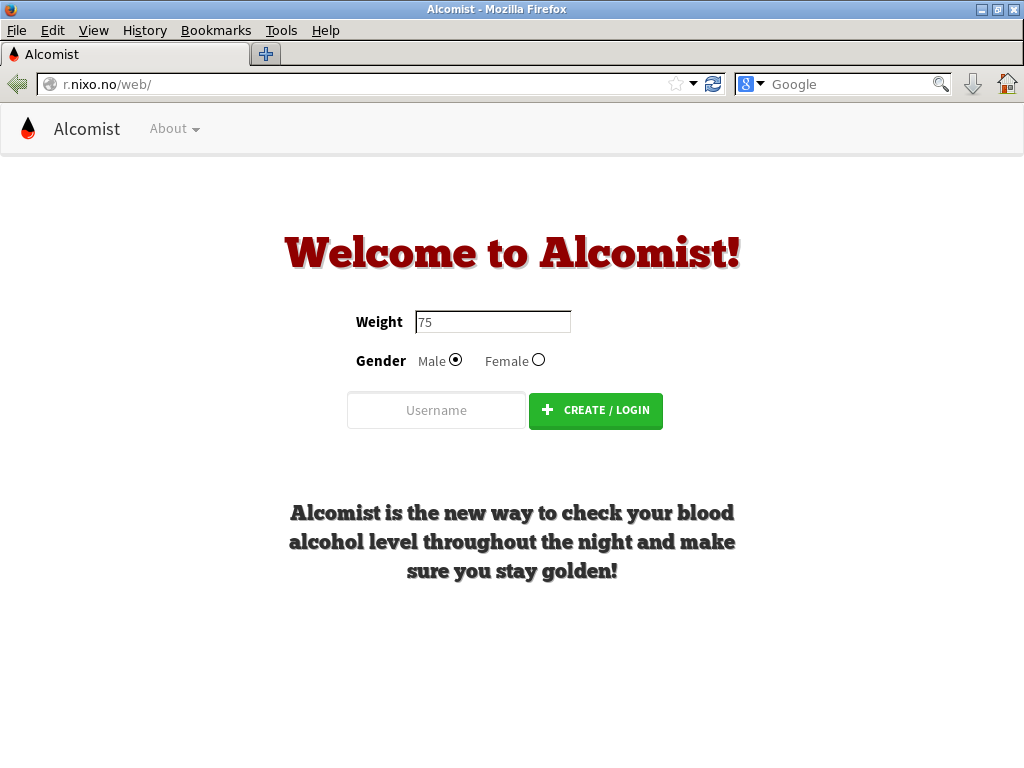 Alcomist - Mozilla Firefox
File Edit View History Bookmarks Tools Help
Alcomist
r.nixo.no/web/
8 Google
Alcomist About
Welcome to Alcomist!
Weight 75
Gender Male Female
Username CREATE / LOGIN
Alcomist is the new way to check your blood
alcohol level throughout the night and make
sure you stay golden!